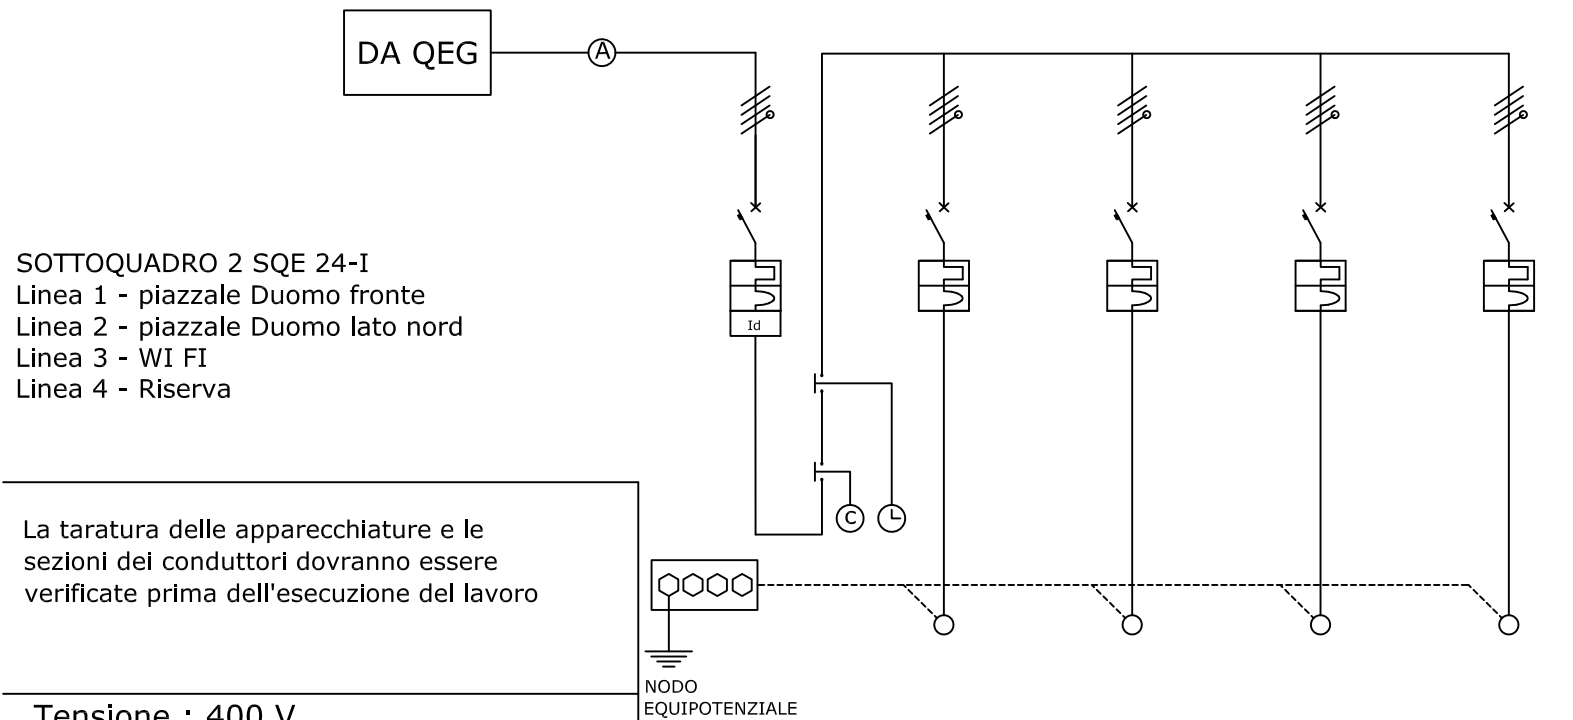 DA QEG
A
SOTTOQUADRO 2 SQE 24-I
Linea 1 - piazzale Duomo fronte
Linea 2 - piazzale Duomo lato nord
Linea 3 - WI FI
Linea 4 - Riserva
Id
C
La taratura delle apparecchiature e le
sezioni dei conduttori dovranno essere
verificate prima dell'esecuzione del lavoro
NODO
EQUIPOTENZIALE
Tensione : 400 V